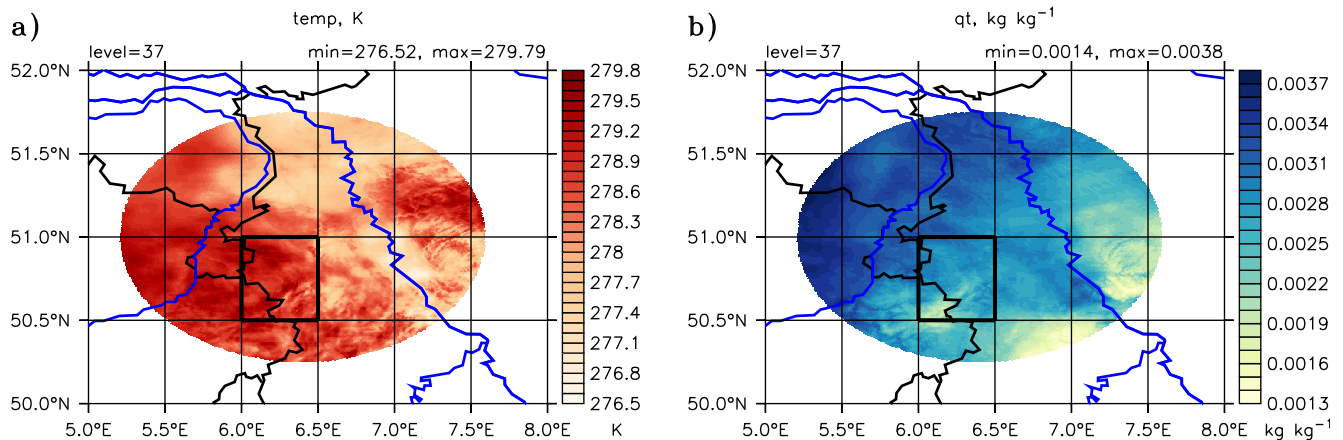 a)
temp, K
level=37
min=276.52, max=279.79
52.0°N
51.5°N
51.0°N
50.5°N
50.0°N
5.0°E 5.5°E 6.0°E 6.5°E 7.0°E 7.5°E 8.0°E
279.8
279.5
279.2
278.9
278.6
278.3
278
277.7
277.4
277.1
276.8
276.5
K
b)
qt, kg kg⁻¹
level=37
min=0.0014, max=0.0038
52.0°N
51.5°N
51.0°N
50.5°N
50.0°N
5.0°E 5.5°E 6.0°E 6.5°E 7.0°E 7.5°E 8.0°E
0.0037
0.0034
0.0031
0.0028
0.0025
0.0022
0.0019
0.0016
0.0013
kg kg⁻¹